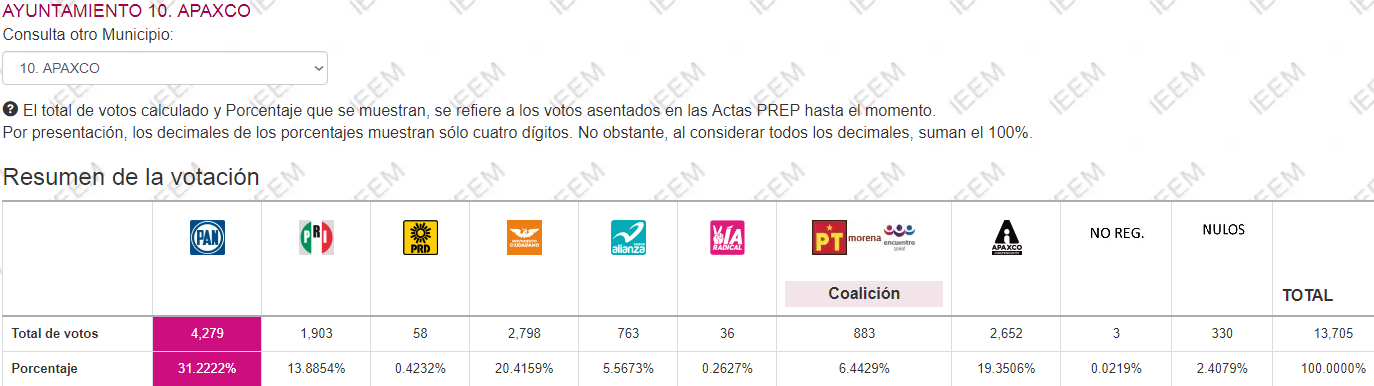 AYUNTAMIENTO 10. APAXCO
Consulta otro Municipio:
10. APAXCO
? El total de votos calculado y Porcentaje que se muestran, se refiere a los votos asentados en las Actas PREP hasta el momento.
Por presentación, los decimales de los porcentajes muestran sólo cuatro dígitos. No obstante, al considerar todos los decimales, suman el 100%.
Resumen de la votación
PAN PRI PRD MOVIMIENTO CIUDADANO nueva alianza VÍA RADICAL PT morena encuentro social APAXCO INDEPENDIENTE NO REG. NULOS
Coalición TOTAL
Total de votos 4,279 1,903 58 2,798 763 36 883 2,652 3 330 13,705
Porcentaje 31.2222% 13.8854% 0.4232% 20.4159% 5.5673% 0.2627% 6.4429% 19.3506% 0.0219% 2.4079% 100.0000%
IEEM